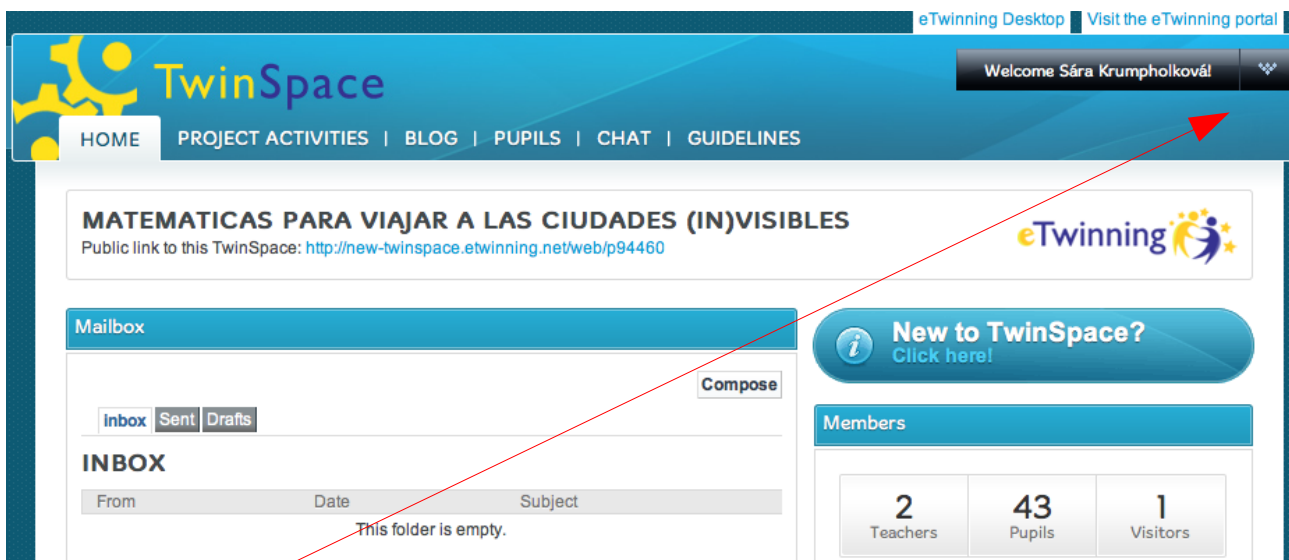 eTwinning Desktop Visit the eTwinning portal
TwinSpace
Welcome Sára Krumpholková!
HOME PROJECT ACTIVITIES | BLOG | PUPILS | CHAT | GUIDELINES
MATEMATICAS PARA VIAJAR A LAS CIUDADES (IN)VISIBLES
Public link to this TwinSpace: http://new-twinspace.etwinning.net/web/p94460
eTwinning
Mailbox
Compose
inbox Sent Drafts
INBOX
From Date Subject
This folder is empty.
i New to TwinSpace?
Click here!
Members
2 43 1
Teachers Pupils Visitors